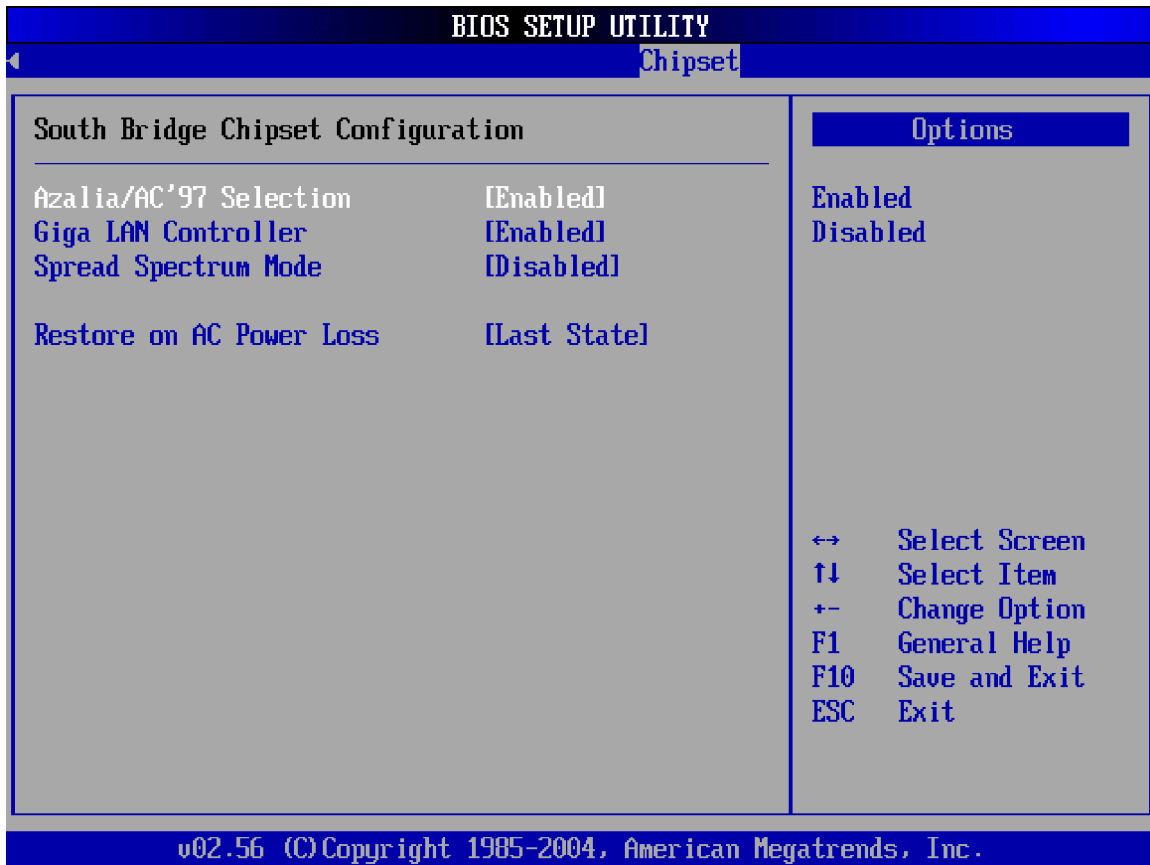 BIOS SETUP UTILITY
Chipset
South Bridge Chipset Configuration
Azalia/AC'97 Selection [Enabled]
Giga LAN Controller [Enabled]
Spread Spectrum Mode [Disabled]
Restore on AC Power Loss [Last State]
Options
Enabled
Disabled
←→ Select Screen
↑↓ Select Item
+- Change Option
F1 General Help
F10 Save and Exit
ESC Exit
v02.56 (C)Copyright 1985-2004, American Megatrends, Inc.